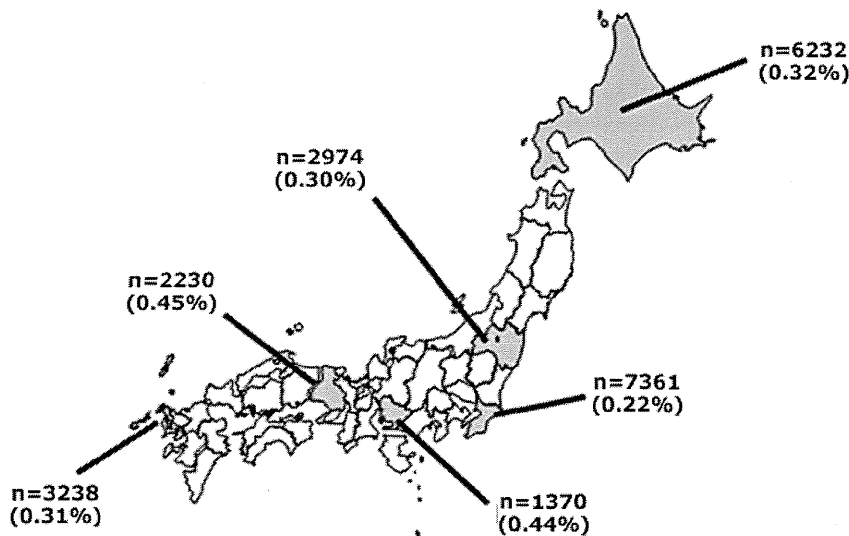 n=6232
(0.32%)
n=2974
(0.30%)
n=2230
(0.45%)
n=7361
(0.22%)
n=3238
(0.31%)
n=1370
(0.44%)